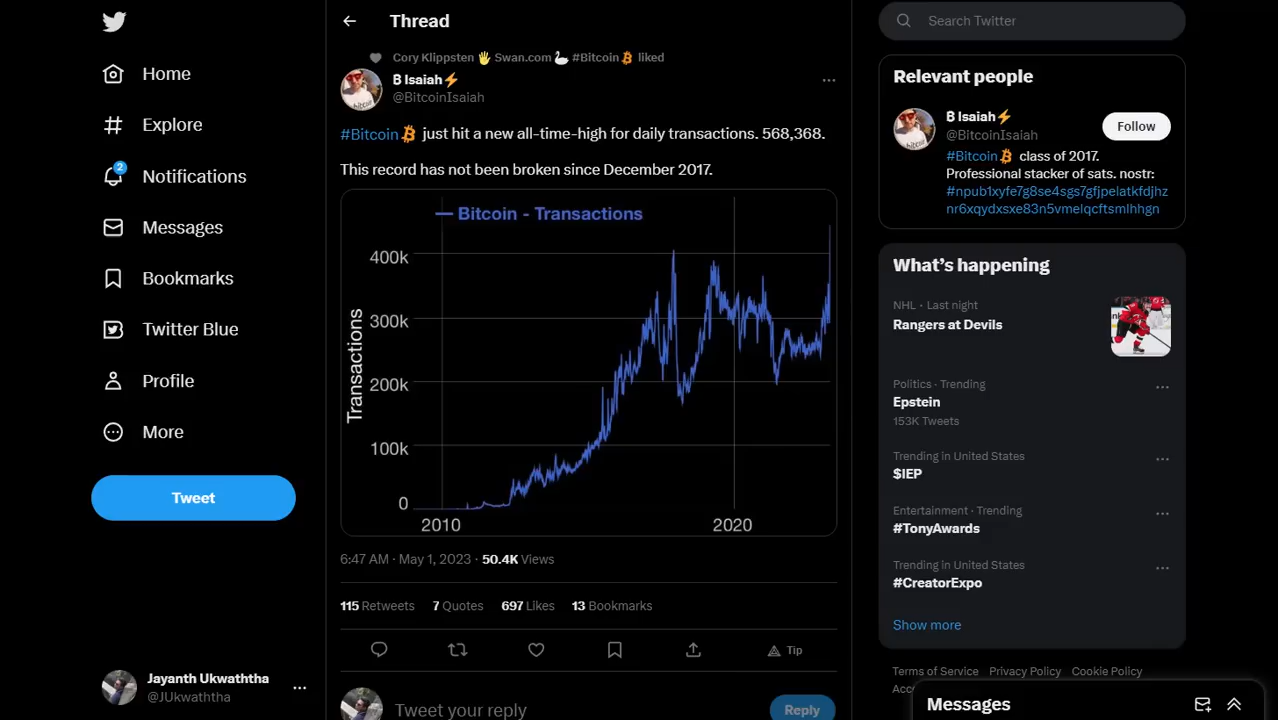 Home
Explore
2
Notifications
Messages
Bookmarks
Twitter Blue
Profile
More
Tweet
Jayanth Ukwaththa
@JUkwaththa
Thread
Cory Klippsten 🖐 Swan.com 🦢 #Bitcoin liked
B Isaiah⚡
@BitcoinIsaiah
#Bitcoin just hit a new all-time-high for daily transactions. 568,368.
This record has not been broken since December 2017.
Bitcoin - Transactions
Transactions
400k
300k
200k
100k
0
2010 2020
6:47 AM · May 1, 2023 · 50.4K Views
115 Retweets 7 Quotes 697 Likes 13 Bookmarks
Tip
Tweet your reply
Reply
Search Twitter
Relevant people
B Isaiah⚡
@BitcoinIsaiah
Follow
#Bitcoin class of 2017.
Professional stacker of sats. nostr:
#npub1xyfe7g8se4sgs7gfjpelatkfdjhz
nr6xqydxsxe83n5vmelqcftsmlhhgn
What's happening
NHL · Last night
Rangers at Devils
Politics · Trending
Epstein
153K Tweets
Trending in United States
$IEP
Entertainment · Trending
#TonyAwards
Trending in United States
#CreatorExpo
Show more
Terms of Service Privacy Policy Cookie Policy
Messages